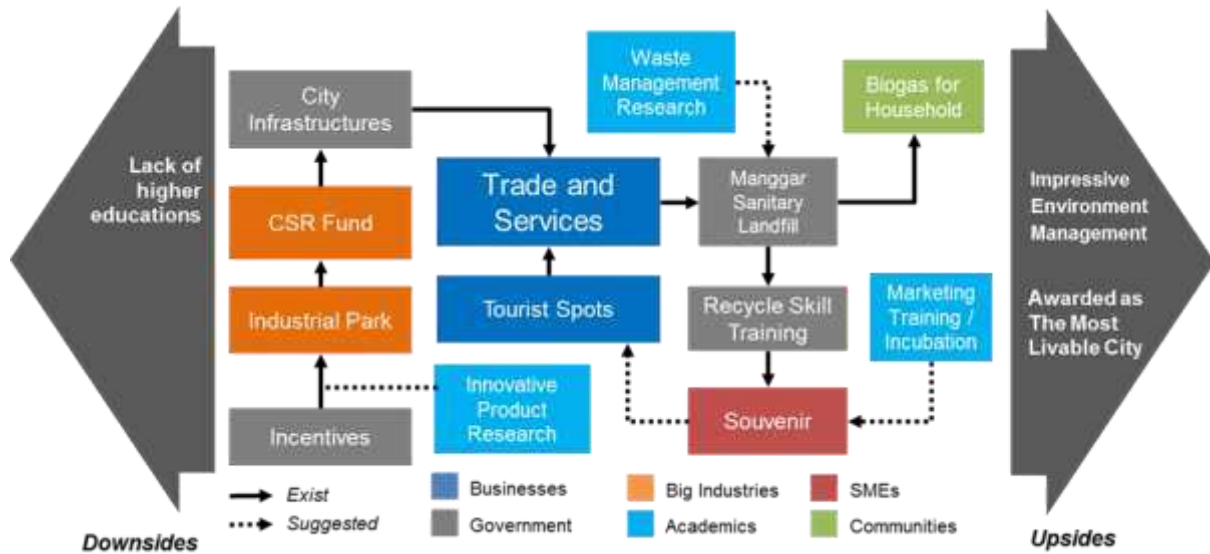 Lack of
higher
educations
City
Infrastructures
CSR Fund
Industrial Park
Incentives
Trade and
Services
Tourist Spots
Innovative
Product
Research
Waste
Management
Research
Manggar
Sanitary
Landfill
Recycle Skill
Training
Souvenir
Biogas for
Household
Marketing
Training /
Incubation
Impressive
Environment
Management
Awarded as
The Most
Livable City
Exist
Suggested
Businesses
Government
Big Industries
Academics
SMEs
Communities
Downsides
Upsides